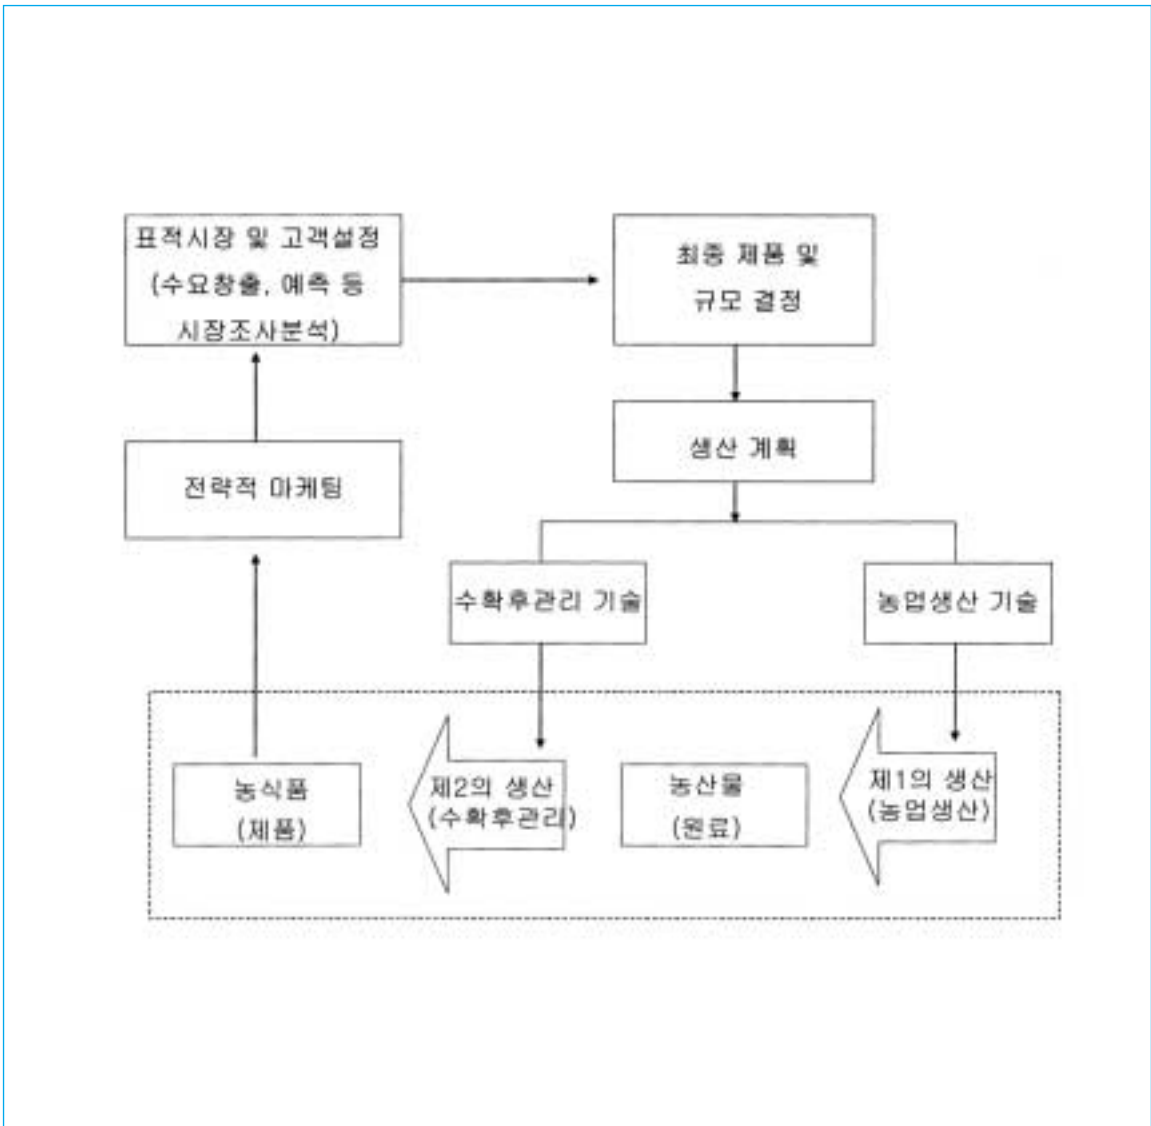 표적시장 및 고객설정
(수요창출, 예측 등
시장조사분석)
최종 제품 및
규모 결정
생산 계획
전략적 마케팅
수확후관리 기술
농업생산 기술
농식품
(제품)
제2의 생산
(수확후관리)
농산물
(원료)
제1의 생산
(농업생산)